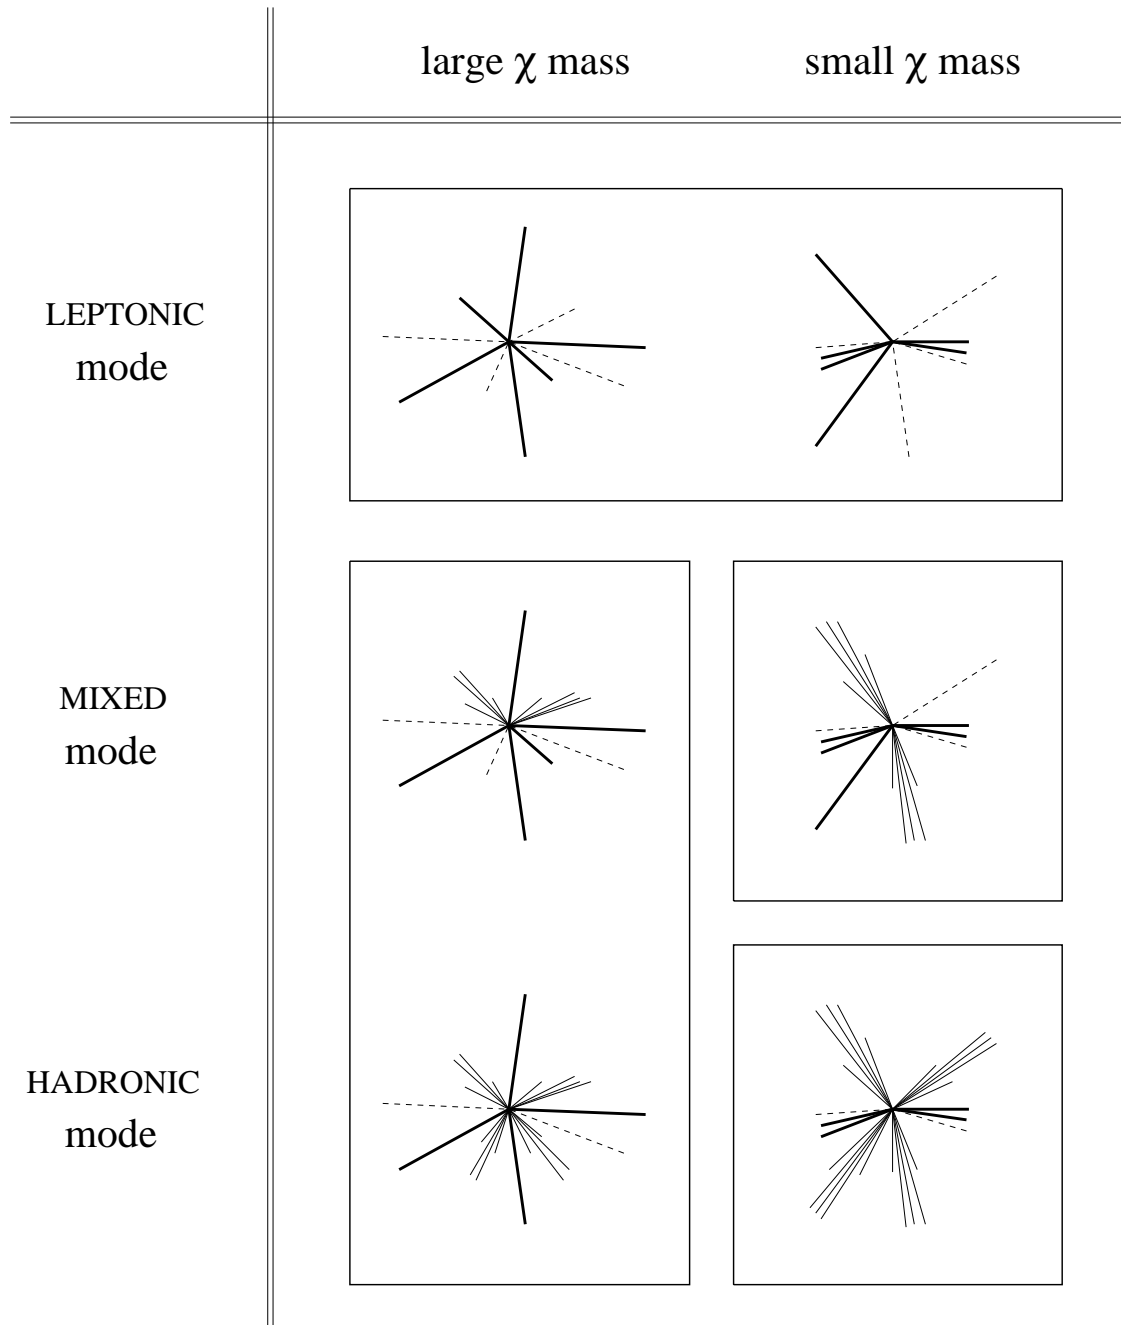 large χ mass
small χ mass
LEPTONIC
mode
MIXED
mode
HADRONIC
mode